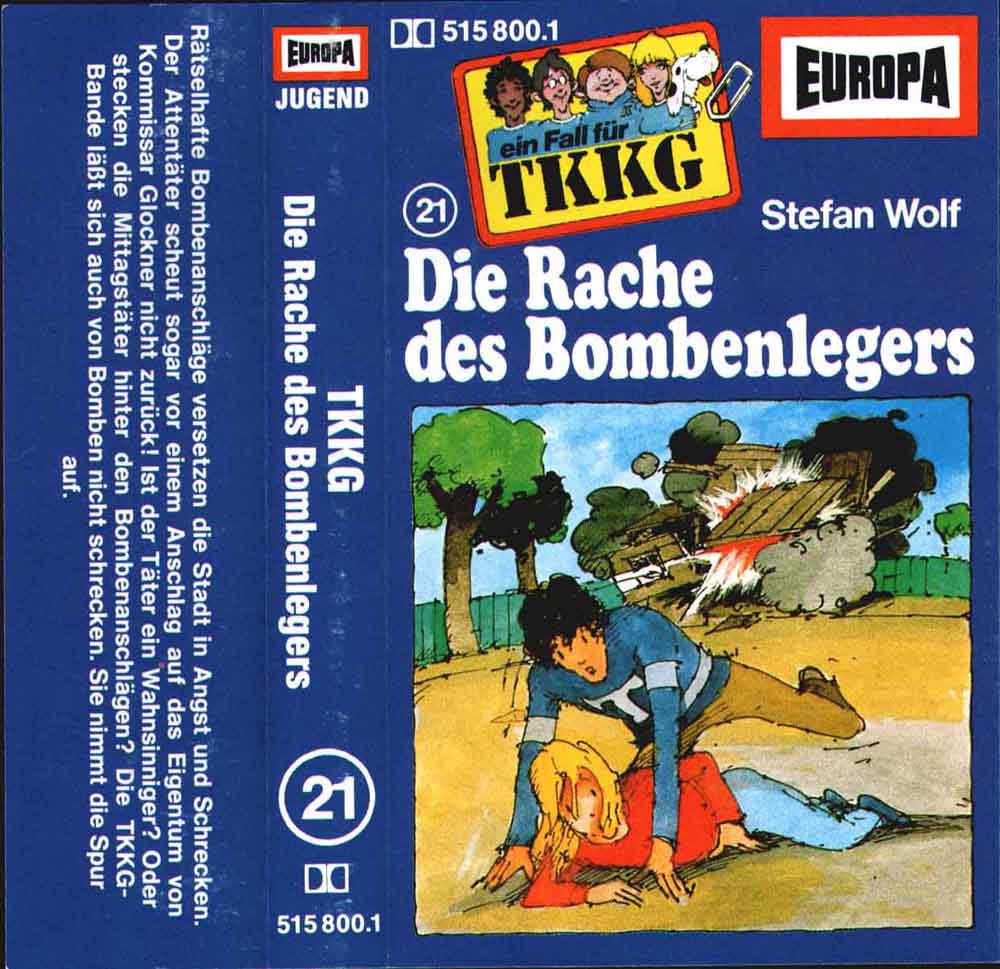 Rätselhafte Bombenanschläge versetzen die Stadt in Angst und Schrecken.
Der Attentäter scheut sogar vor einem Anschlag auf das Eigentum von
Kommissar Glockner nicht zurück! Ist der Täter ein Wahnsinniger? Oder
stecken die Mittagstäter hinter den Bombenanschlägen? Die TKKG-
Bande läßt sich auch von Bomben nicht schrecken. Sie nimmt die Spur
auf.
EUROPA
JUGEND
TKKG
Die Rache des Bombenlegers
Die Rache des Bombenlegers
21
515 800.1
515 800.1
ein Fall für
TKKG
EUROPA
21
Stefan Wolf
Die Rache
des Bombenlegers
T